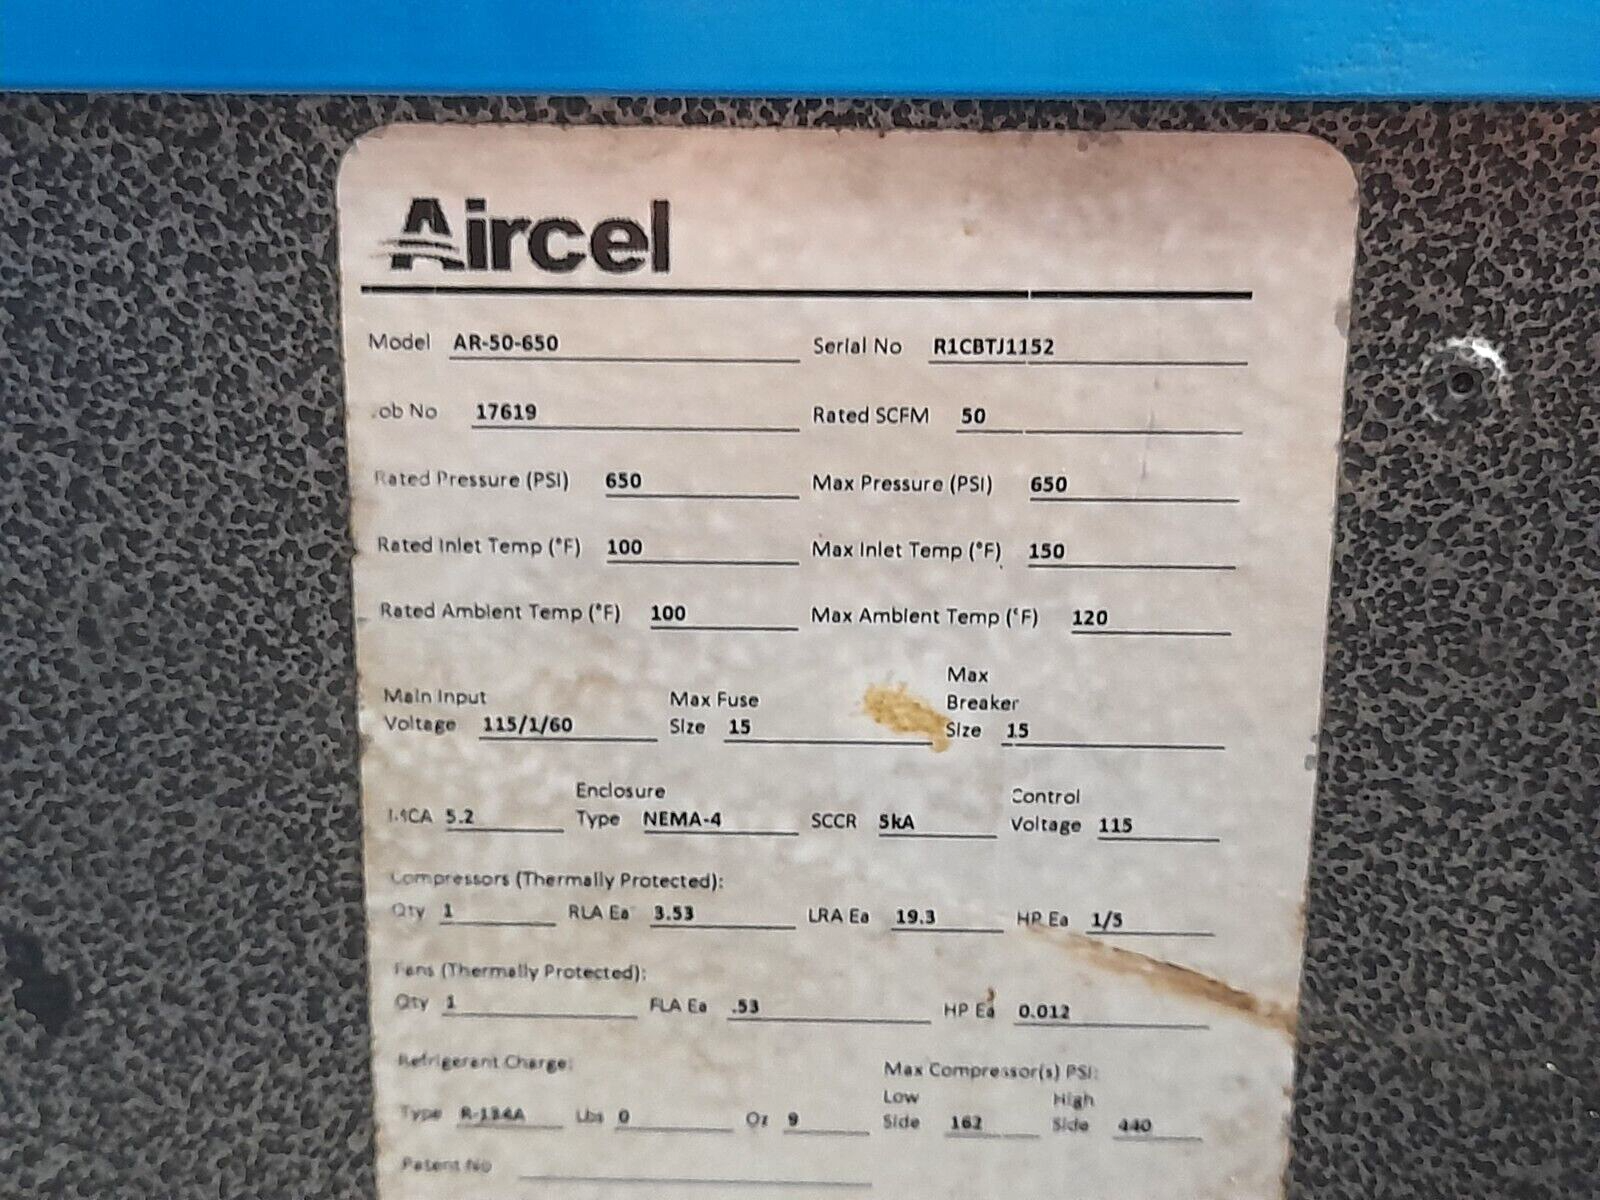 Aircel
Model AR-50-650 Serial No R1CBTJ1152
Job No 17619 Rated SCFM 50
Rated Pressure (PSI) 650 Max Pressure (PSI) 650
Rated Inlet Temp (°F) 100 Max Inlet Temp (°F) 150
Rated Ambient Temp (°F) 100 Max Ambient Temp (°F) 120
Main Input
Voltage 115/1/60
Max Fuse
Size 15
Max
Breaker
Size 15
MCA 5.2
Enclosure
Type NEMA-4
SCCR 5kA
Control
Voltage 115
Compressors (Thermally Protected):
Qty 1 RLA Ea 3.53 LRA Ea 19.3 HP Ea 1/5
Fans (Thermally Protected):
Qty 1 FLA Ea .53 HP Ea 0.012
Refrigerant Charge:
Type R-134A Lbs 0 Oz 9
Max Compressor(s) PSI:
Low
Side 162
High
Side 440
Patent No